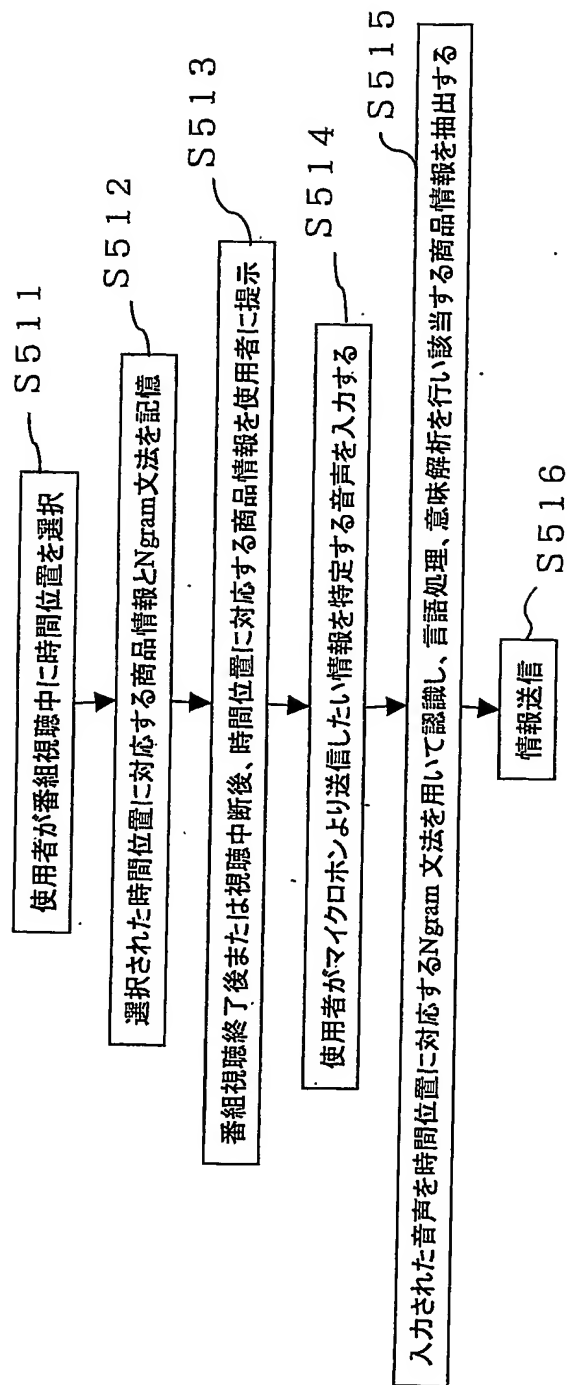 S511
使用者が番組視聴中に時間位置を選択
S512
選択された時間位置に対応する商品情報とNgram文法を記憶
S513
番組視聴終了後または視聴中断後、時間位置に対応する商品情報を使用者に提示
S514
使用者がマイクロホンより送信したい情報を特定する音声を入力する
S515
入力された音声を時間位置に対応するNgram 文法を用いて認識し、言語処理、意味解析を行い該当する商品情報を抽出する
S516
情報送信